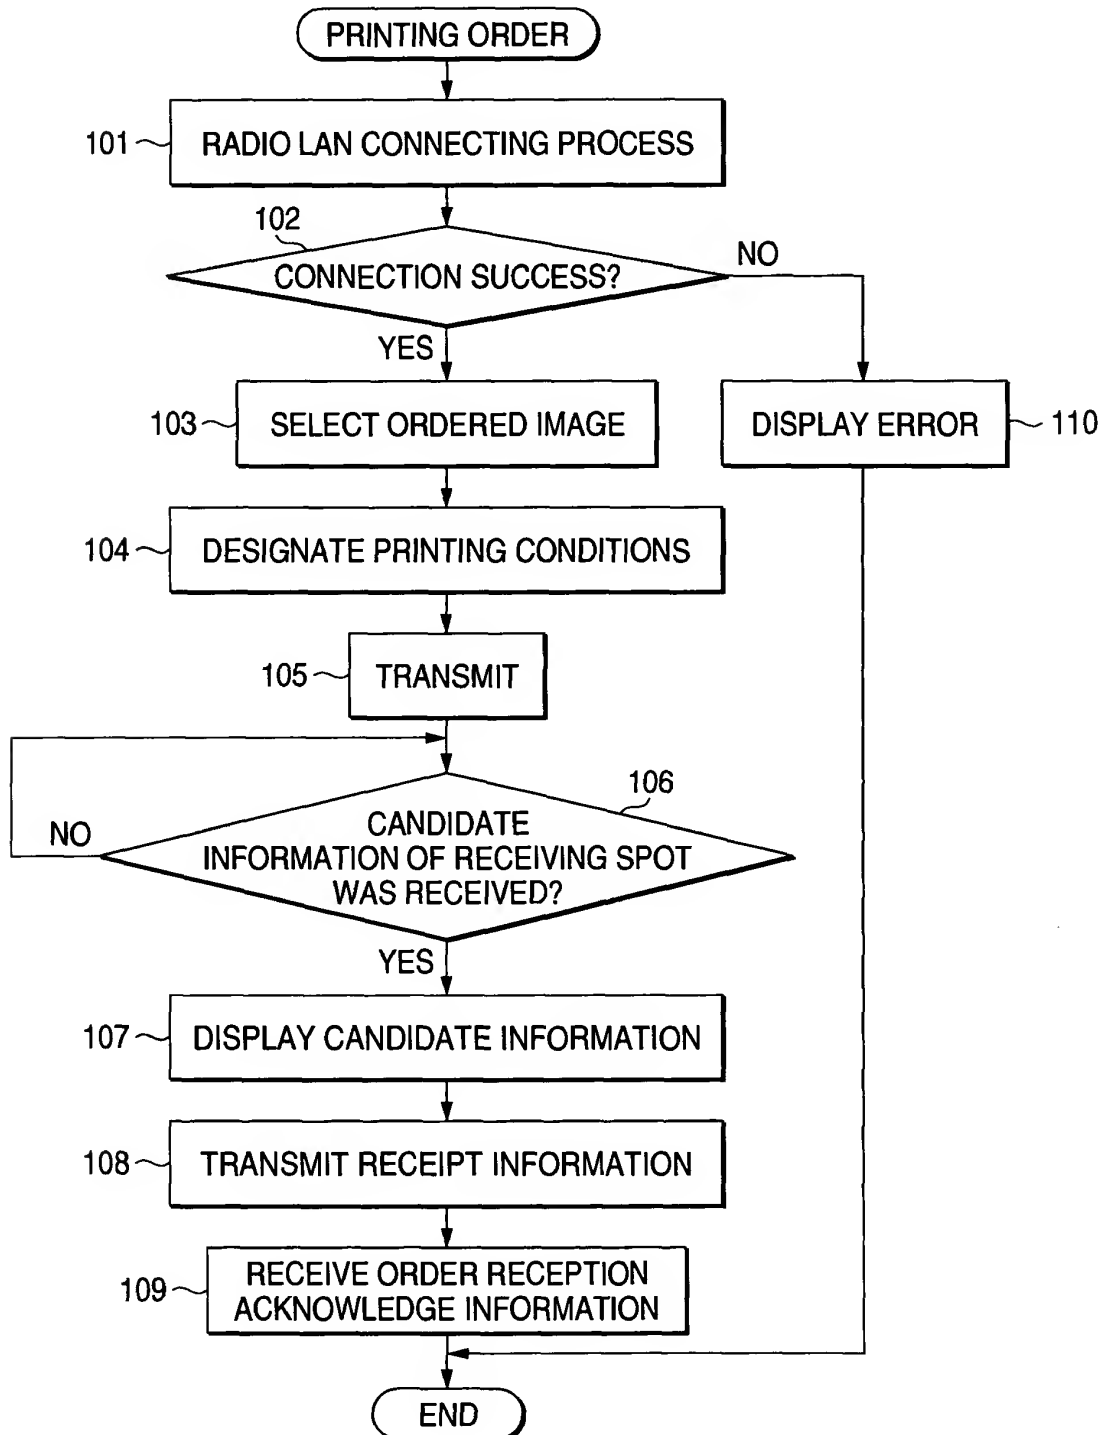 PRINTING ORDER
101
RADIO LAN CONNECTING PROCESS
102
CONNECTION SUCCESS?
NO
YES
103
SELECT ORDERED IMAGE
DISPLAY ERROR
110
104
DESIGNATE PRINTING CONDITIONS
105
TRANSMIT
106
NO
CANDIDATE
INFORMATION OF RECEIVING SPOT
WAS RECEIVED?
YES
107
DISPLAY CANDIDATE INFORMATION
108
TRANSMIT RECEIPT INFORMATION
109
RECEIVE ORDER RECEPTION
ACKNOWLEDGE INFORMATION
END